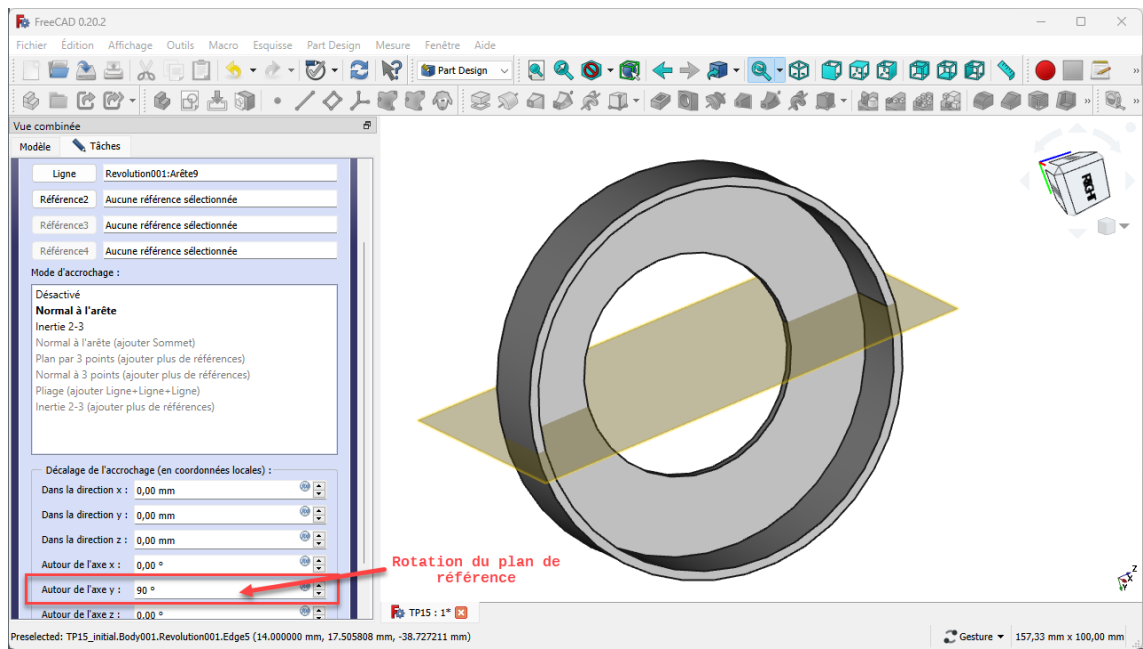 FreeCAD 0.20.2
Fichier Édition Affichage Outils Macro Esquisse Part Design Mesure Fenêtre Aide
Part Design
Vue combinée
Modèle Tâches
Ligne Revolution001:Arête9
Référence2 Aucune référence sélectionnée
Référence3 Aucune référence sélectionnée
Référence4 Aucune référence sélectionnée
Mode d'accrochage :
Désactivé
Normal à l'arête
Inertie 2-3
Normal à l'arête (ajouter Sommet)
Plan par 3 points (ajouter plus de références)
Normal à 3 points (ajouter plus de références)
Pliage (ajouter Ligne+Ligne+Ligne)
Inertie 2-3 (ajouter plus de références)
Décalage de l'accrochage (en coordonnées locales) :
Dans la direction x : 0,00 mm
Dans la direction y : 0,00 mm
Dans la direction z : 0,00 mm
Autour de l'axe x : 0,00 °
Autour de l'axe y : 90 °
Autour de l'axe z : 0,00 °
Rotation du plan de
référence
RIGHT
Z
X
Y
TP15 : 1*
Preselected: TP15_initial.Body001.Revolution001.Edge5 (14.000000 mm, 17.505808 mm, -38.727211 mm)
Gesture 157,33 mm x 100,00 mm